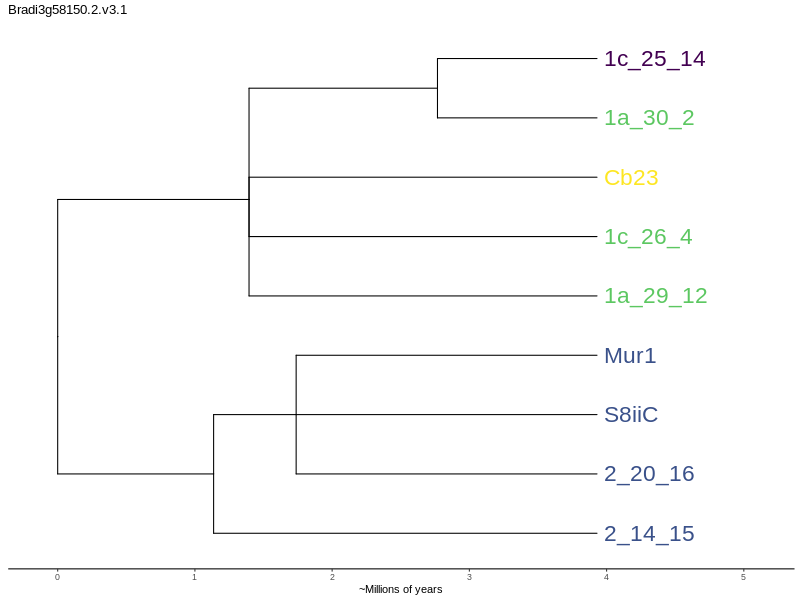 Bradi3g58150.2.v3.1
1c_25_14
1a_30_2
Cb23
1c_26_4
1a_29_12
Mur1
S8iiC
2_20_16
2_14_15
0 1 2 3 4 5
~Millions of years